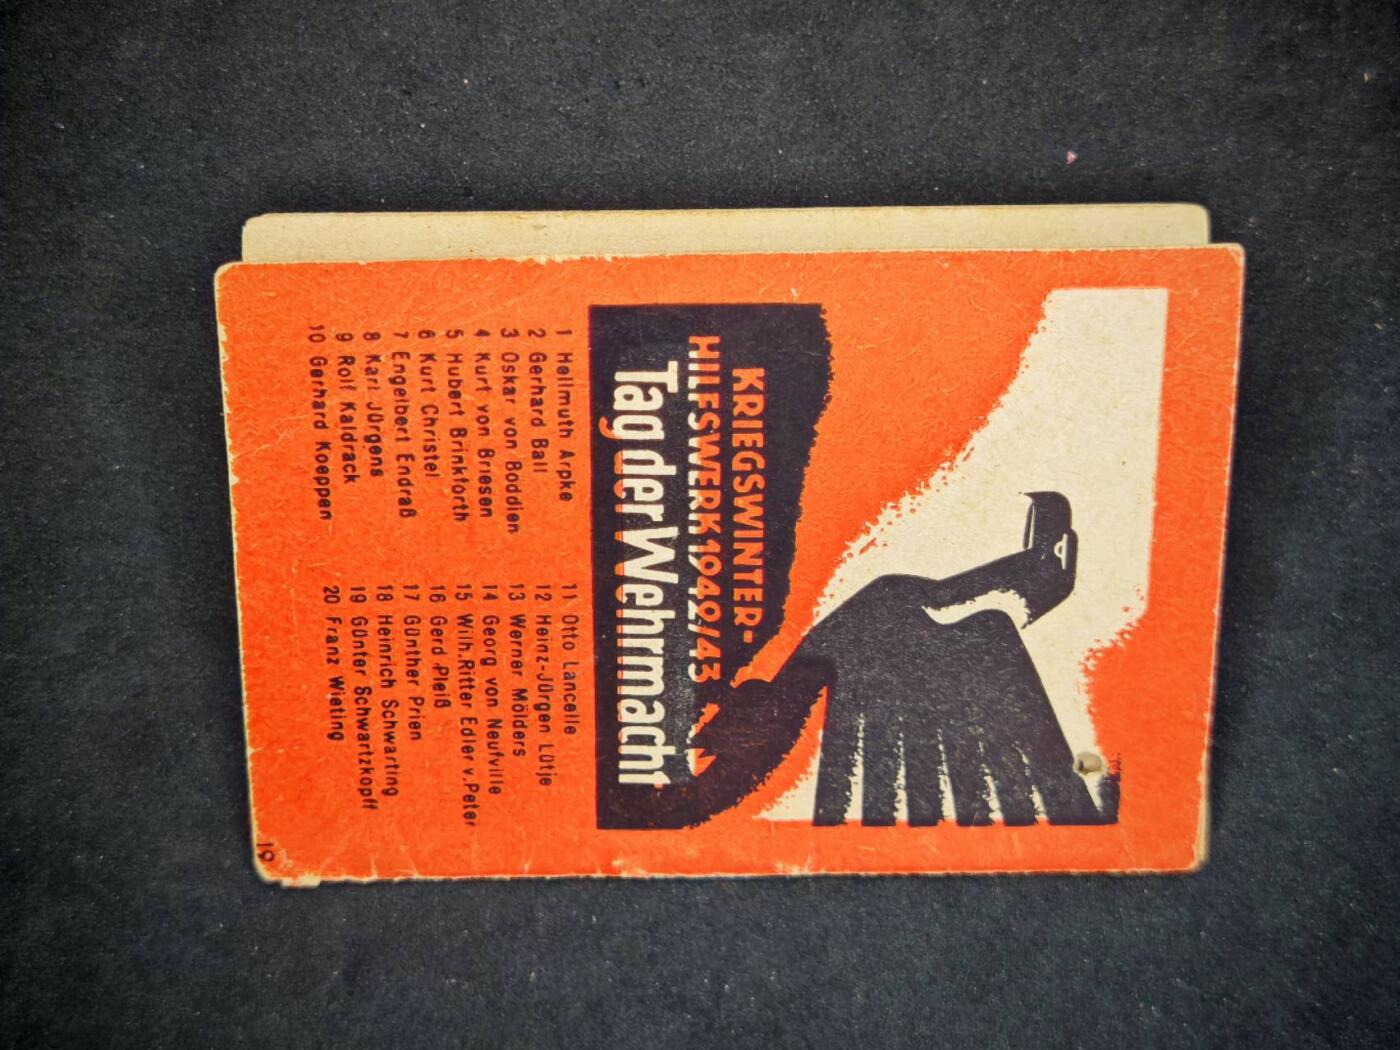 KRIEGSWINTER-
HILFSWERK 1942/43
Tag der Wehrmacht
1 Hellmuth Arpke
2 Gerhard Ball
3 Oskar von Boddien
4 Kurt von Briesen
5 Hubert Brinkforth
6 Kurt Christel
7 Engelbert Endraß
8 Karl Jürgens
9 Rolf Kaldrack
10 Gerhard Koeppen
11 Otto Lancelle
12 Heinz-Jürgen Lütje
13 Werner Mölders
14 Georg von Neufville
15 Wilh.Ritter Edler v.Peter
16 Gerd Pleiß
17 Günther Prien
18 Heinrich Schwarting
19 Günter Schwartzkopff
20 Franz Wieting
19